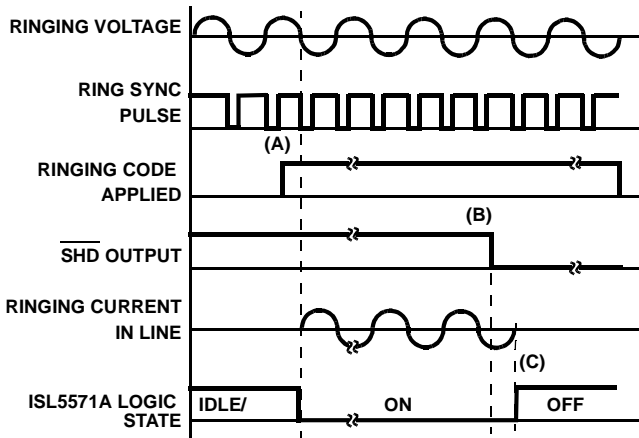 RINGING VOLTAGE
RING SYNC
PULSE
(A)
RINGING CODE
APPLIED
(B)
SHD OUTPUT
RINGING CURRENT
IN LINE
(C)
ISL5571A LOGIC
STATE
IDLE/
ON
OFF